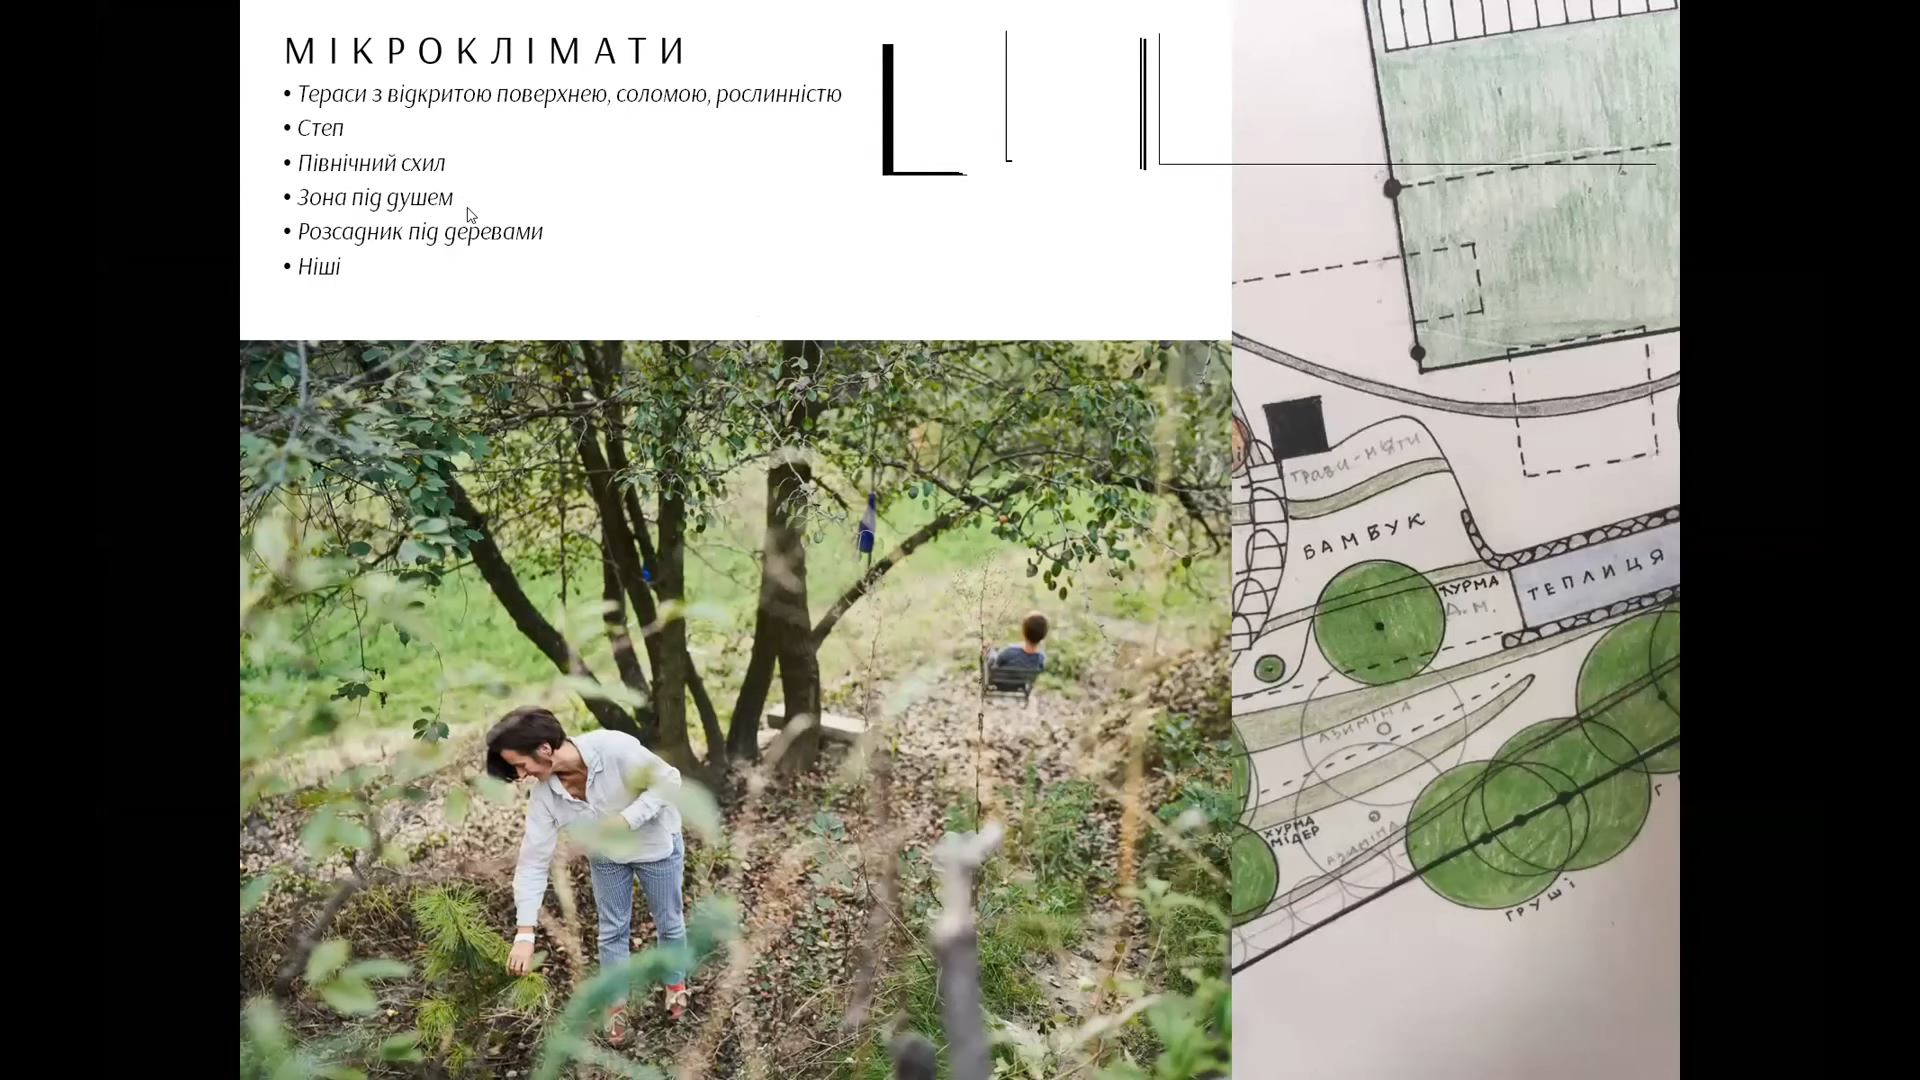 МІКРОКЛІМАТИ
• Тераси з відкритою поверхнею, соломою, рослинністю
• Степ
• Північний схил
• Зона під душем
• Розсадник під деревами
• Ніші
БАМБУК
ТЕПЛИЦЯ
ХУРМА
АЗИМІНА
ХУРМА
МІДЕР
АЗИМІНА
ГРУШІ